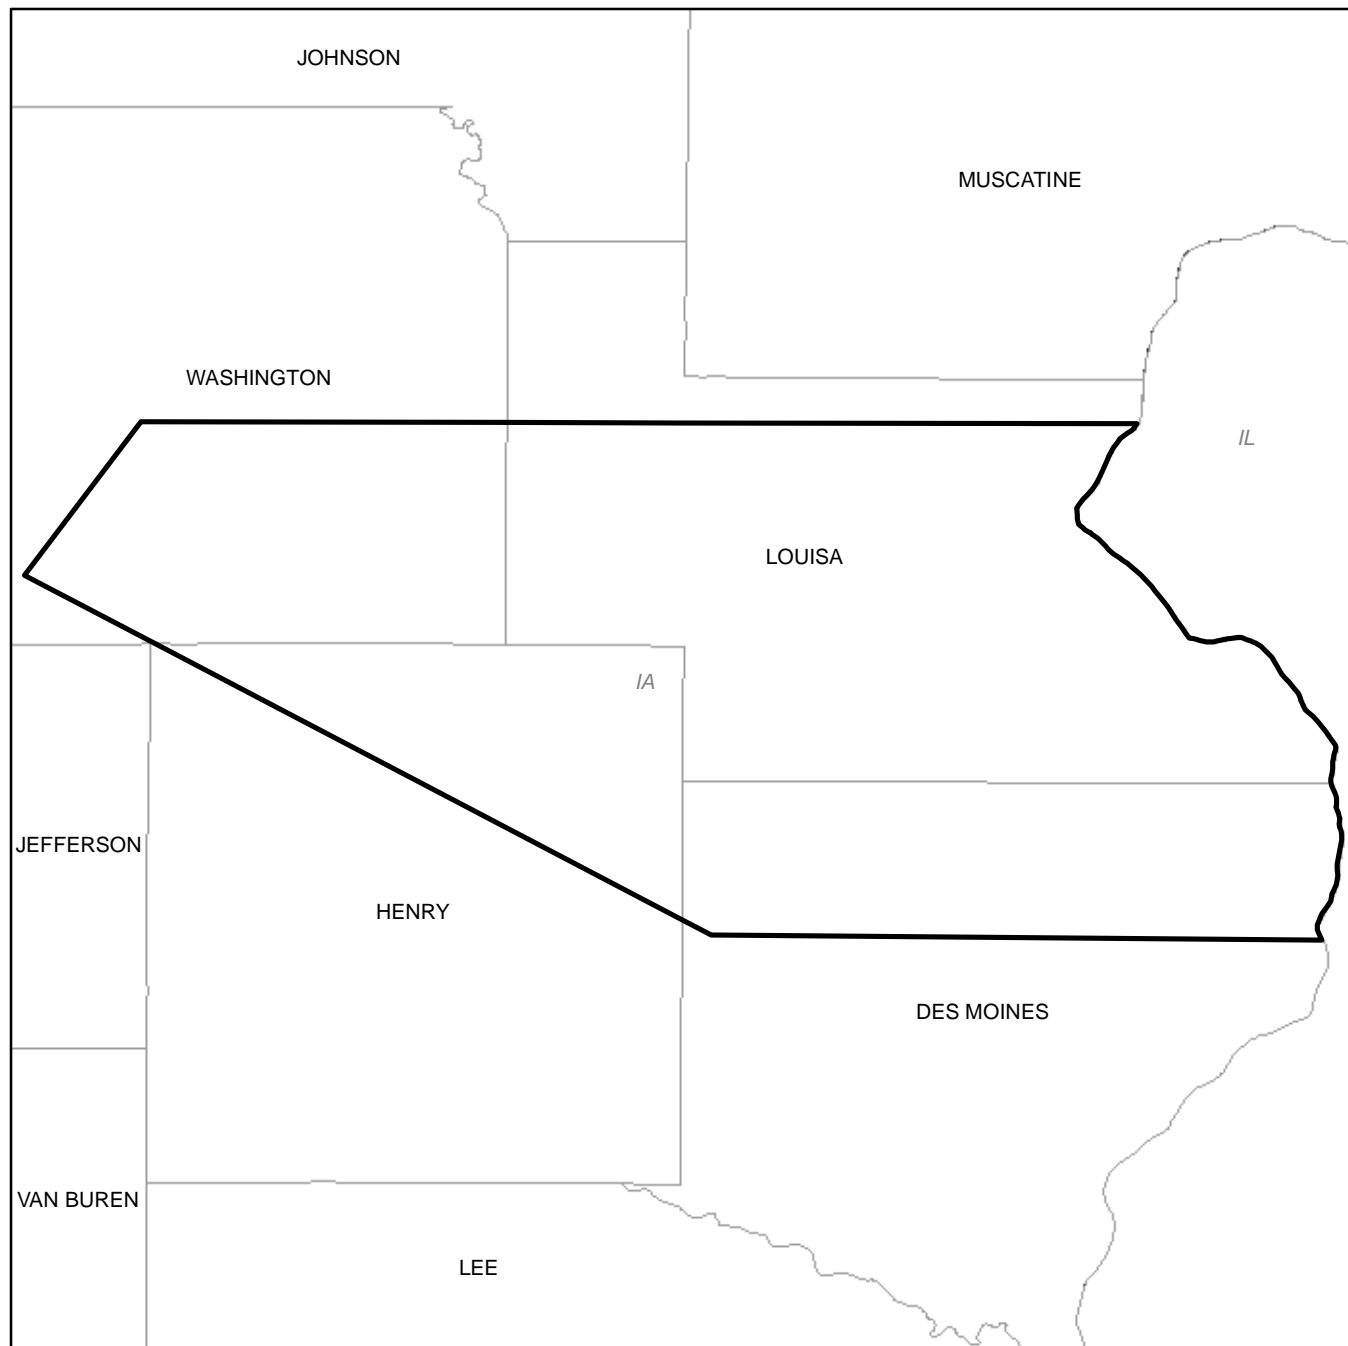 JOHNSON
MUSCATINE
WASHINGTON
IL
LOUISA
IA
JEFFERSON
HENRY
DES MOINES
VAN BUREN
LEE